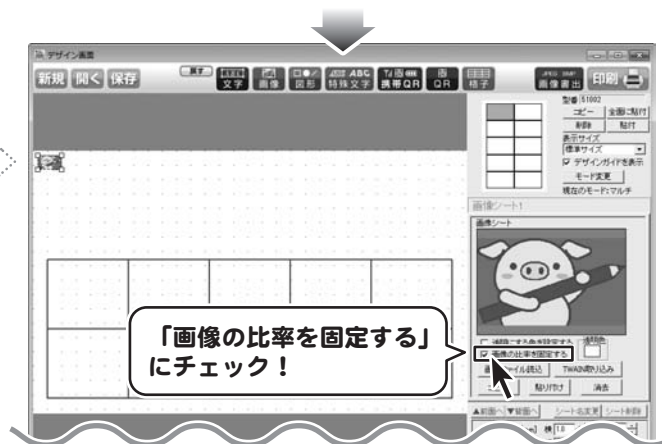 デザイン画面
新規 開く 保存 戻す 文字 画像 図形 特殊文字 携帯QR QR 格子 画像書出 印刷
型番 51002
コピー 全面に貼付
削除 貼付
表示サイズ
標準サイズ
デザインガイドを表示
モード変更
現在のモード:マルチ
画像シート1
画像シート
画像の比率を固定する
「画像の比率を固定する」
にチェック!
TWAIN取り込み
貼り付け 消去
▲前面へ ▼背面へ シート名変更 シート削除
横 1.0